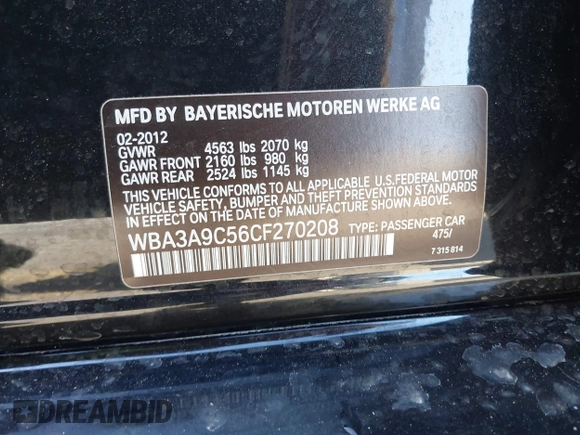 MFD BY BAYERISCHE MOTOREN WERKE AG
02-2012
GVWR 4563 lbs 2070 kg
GAWR FRONT 2160 lbs 980 kg
GAWR REAR 2524 lbs 1145 kg
THIS VEHICLE CONFORMS TO ALL APPLICABLE U.S.FEDERAL MOTOR
VEHICLE SAFETY, BUMPER AND THEFT PREVENTION STANDARDS
IN EFFECT ON THE DATE OF MANUFACTURE SHOWN ABOVE.
WBA3A9C56CF270208 TYPE: PASSENGER CAR
475/
7 315 814
DREAMBID